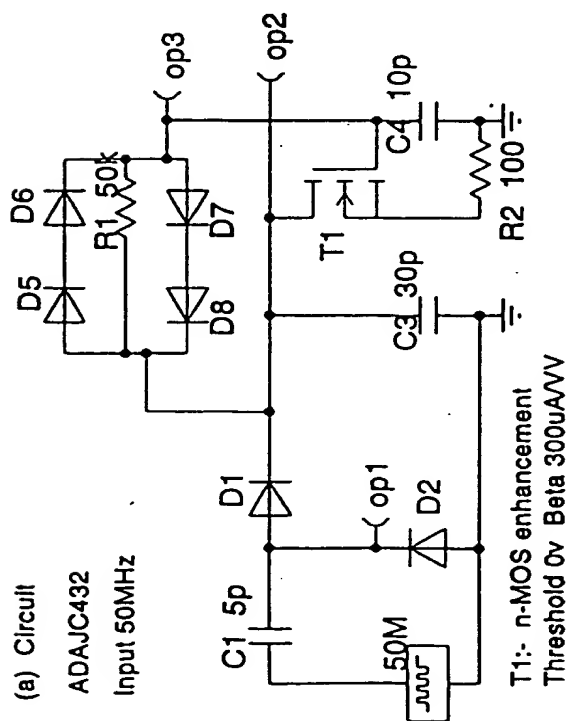 (a) Circuit
ADAJC432
Input 50MHz
D5
D6
R1 50k
D8
D7
op3
op2
C1
5p
D1
op1
D2
50M
C3
30p
T1
C4
10p
R2 100
T1:- n-MOS enhancement
Threshold 0v Beta 300uA/VV